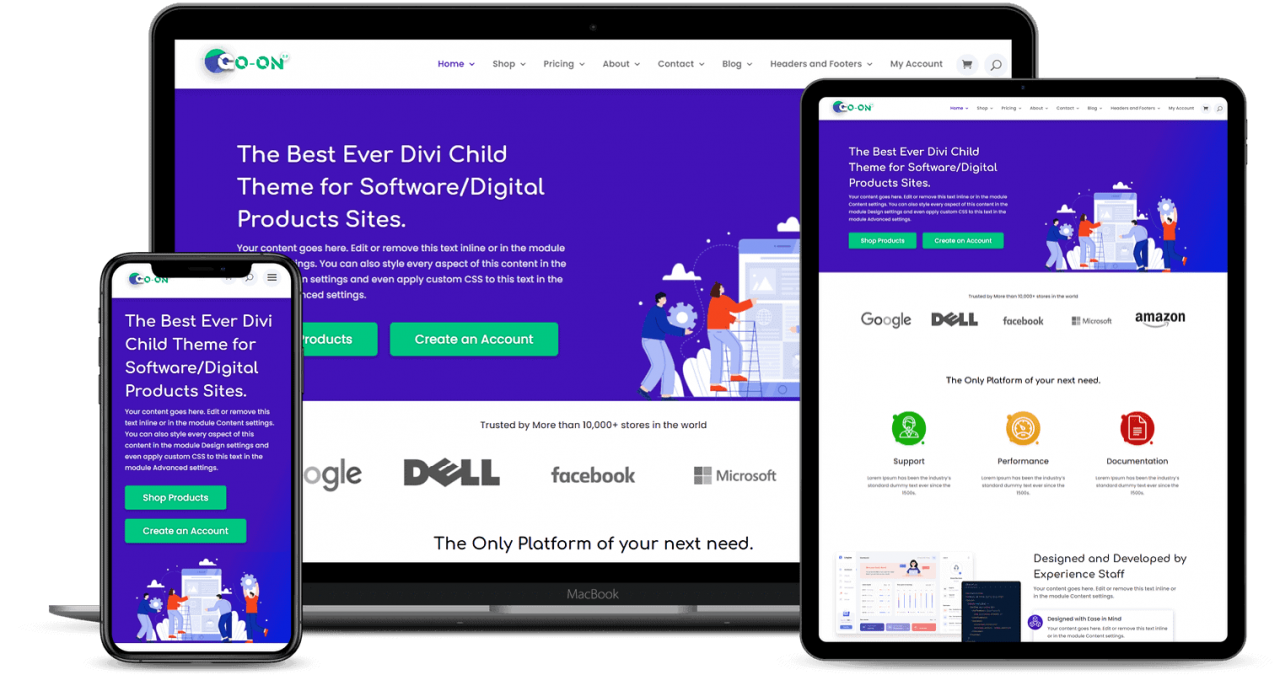 GO-ON
Home Shop Pricing About Contact Blog Headers and Footers My Account
The Best Ever Divi Child
Theme for Software/Digital
Products Sites.
Your content goes here. Edit or remove this text inline or in the module
ngs. You can also style every aspect of this content in the
n settings and even apply custom CSS to this text in the
nced settings.
roducts
Create an Account
Trusted by More than 10,000+ stores in the world
ogle
DELL
facebook
Microsoft
The Only Platform of your next need.
MacBook
GO-ON
The Best Ever Divi
Child Theme for
Software/Digital
Products Sites.
Your content goes here. Edit or remove this
text inline or in the module Content settings.
You can also style every aspect of this
content in the module Design settings and
even apply custom CSS to this text in the
module Advanced settings.
Shop Products
Create an Account
GO-ON
Home Shop Pricing About Contact Blog Headers and Footers My Account
The Best Ever Divi Child
Theme for Software/Digital
Products Sites.
Your content goes here. Edit or remove this text inline or in the module
Content settings. You can also style every aspect of this content in the
module Design settings and even apply custom CSS to this text in the
module Advanced settings.
Shop Products
Create an Account
Trusted by More than 10,000+ stores in the world
Google
DELL
facebook
Microsoft
amazon
The Only Platform of your next need.
Support
Performance
Documentation
Lorem Ipsum has been the industry's
standard dummy text ever since the
1500s.
Lorem Ipsum has been the industry's
standard dummy text ever since the
1500s.
Lorem Ipsum has been the industry's
standard dummy text ever since the
1500s.
Designed and Developed by
Experience Staff
Your content goes here. Edit or remove this text inline or
in the module Content settings.
Designed with Ease in Mind
Your content goes here. Edit or remove this text inline
or in the module Content settings.